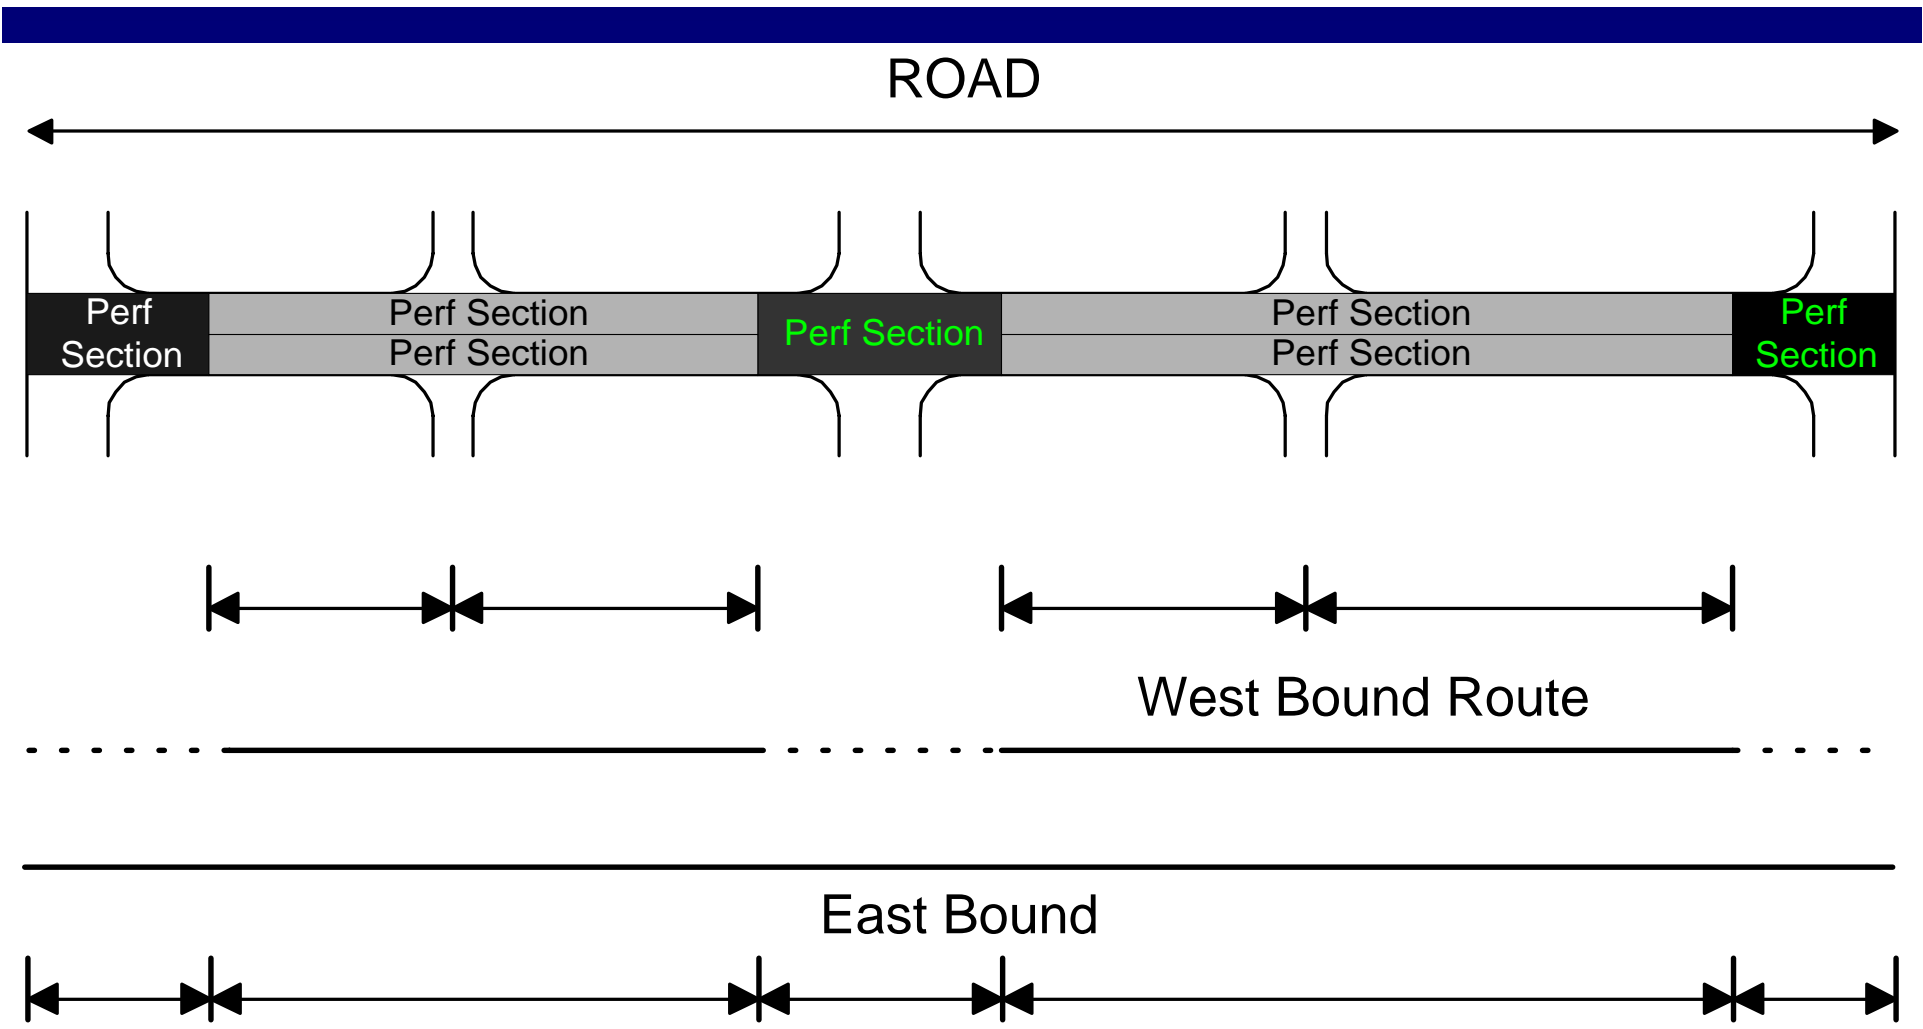 ROAD
Perf
Section
Perf Section
Perf Section
Perf Section
Perf Section
Perf Section
Perf
Section
West Bound Route
East Bound